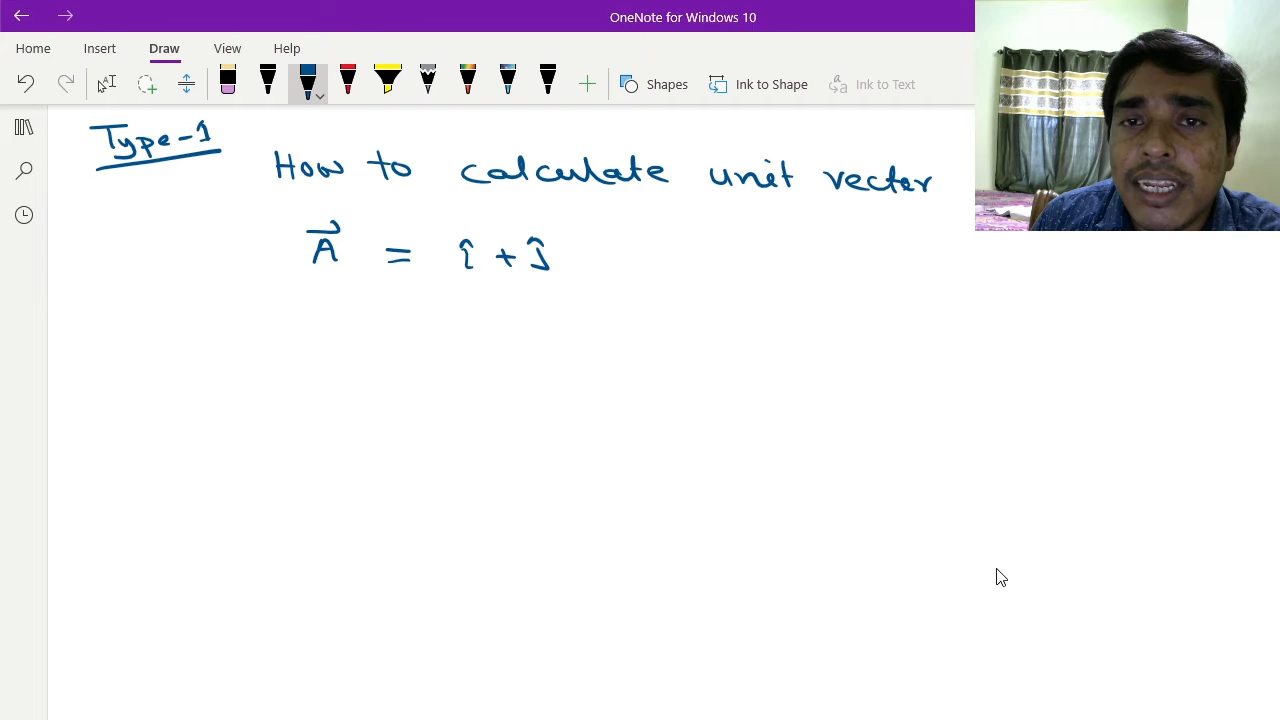 OneNote for Windows 10
Home Insert Draw View Help
Shapes Ink to Shape Ink to Text
Type-1
How to calculate unit vector
A⃗ = î + ĵ